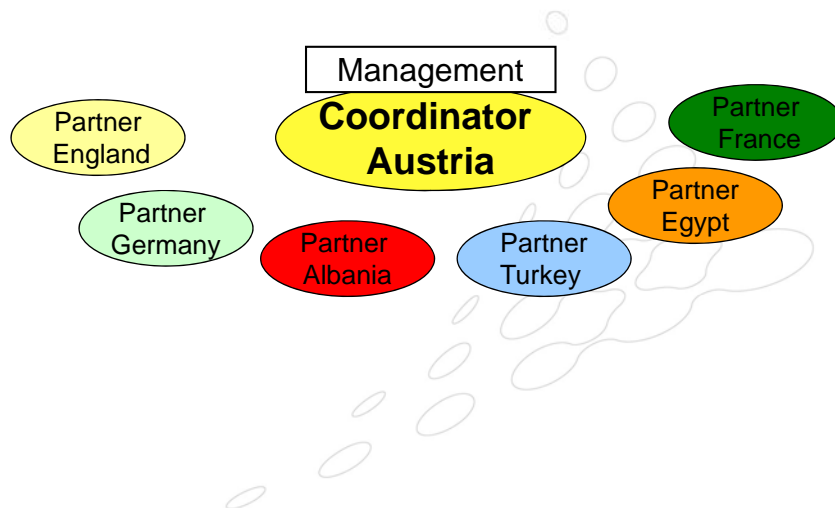 Management
Coordinator
Austria
Partner
England
Partner
France
Partner
Germany
Partner
Egypt
Partner
Albania
Partner
Turkey